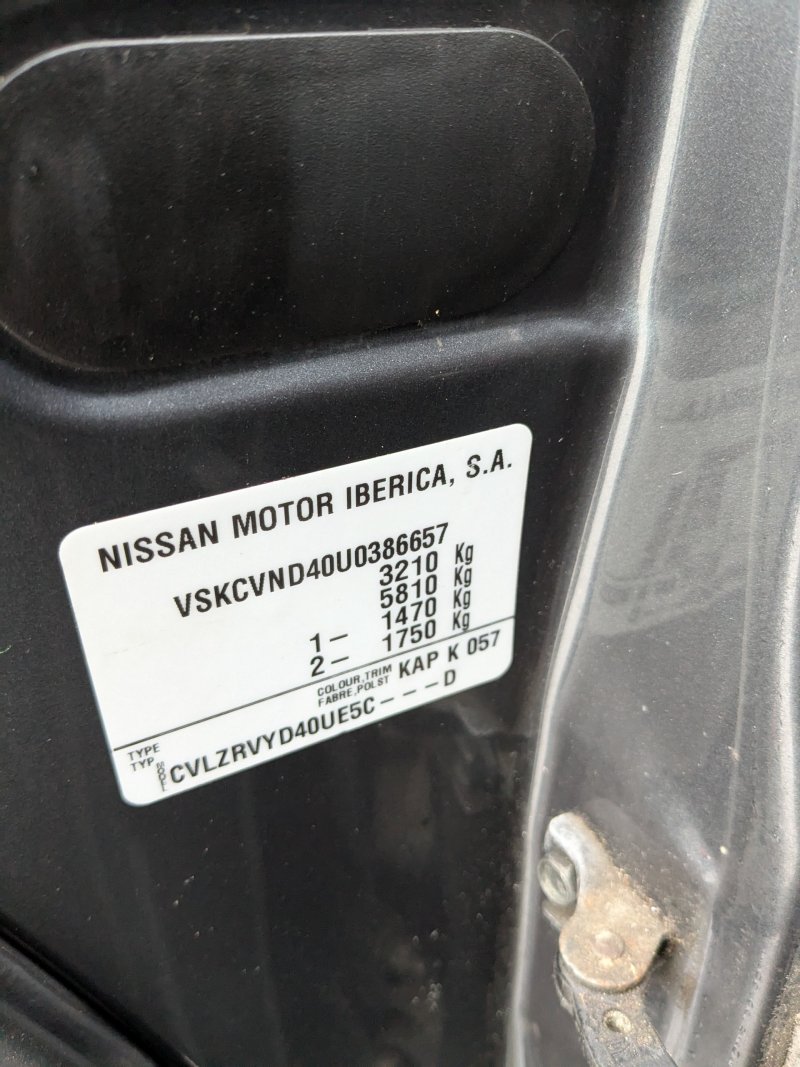 NISSAN MOTOR IBERICA, S.A.
VSKCVND40U0386657
3210 Kg
5810 Kg
1- 1470 Kg
2- 1750 Kg
COLOUR,TRIM
FABRE,POLST
KAP K 057
TYPE
TYP
MODEL
CVLZRVYD40UE5C---D